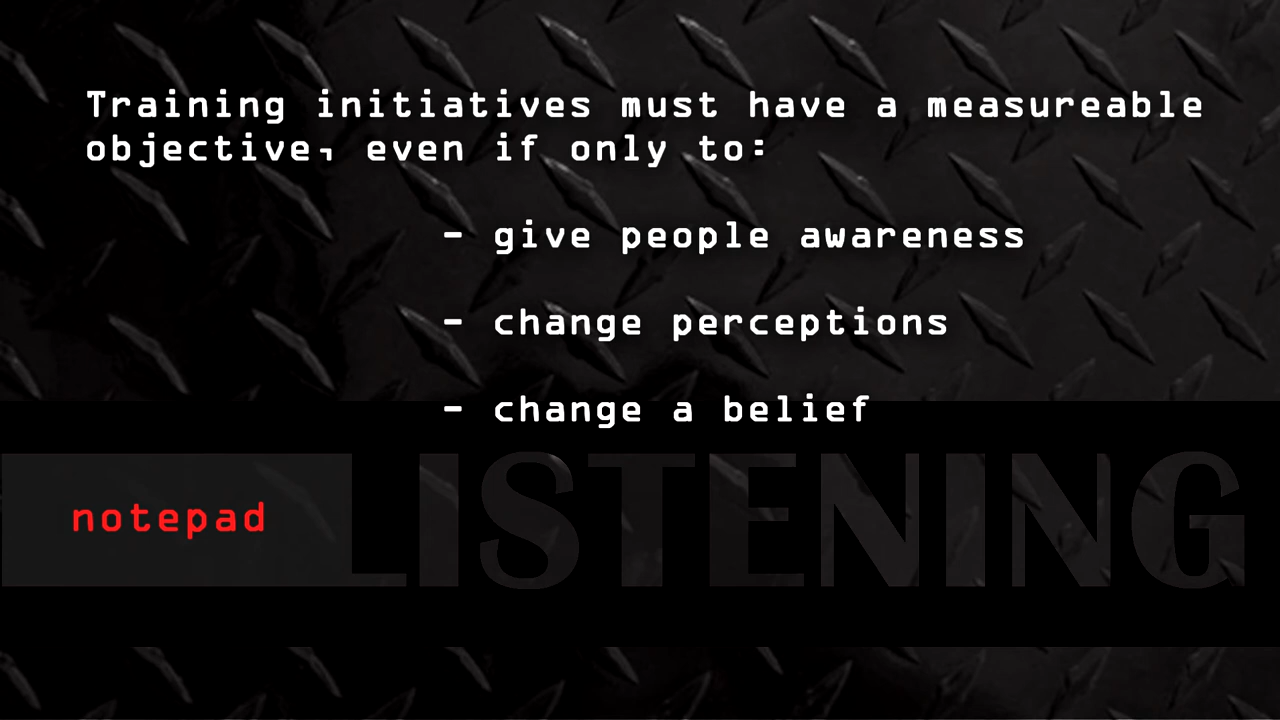 Training initiatives must have a measureable
objective, even if only to:
- give people awareness
- change perceptions
- change a belief
notepad
LISTENING